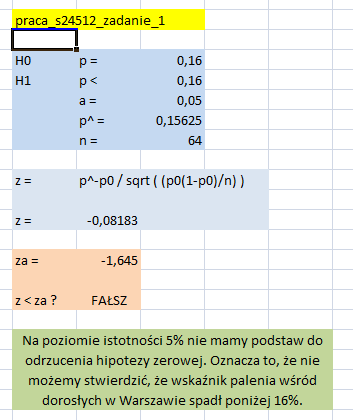 praca_s24512_zadanie_1
H0 p = 0,16
H1 p < 0,16
a = 0,05
p^ = 0,15625
n = 64
z = p^-p0 / sqrt ( (p0(1-p0)/n) )
z = -0,08183
za = -1,645
z < za ? FAŁSZ
Na poziomie istotności 5% nie mamy podstaw do
odrzucenia hipotezy zerowej. Oznacza to, że nie
możemy stwierdzić, że wskaźnik palenia wśród
dorosłych w Warszawie spadł poniżej 16%.